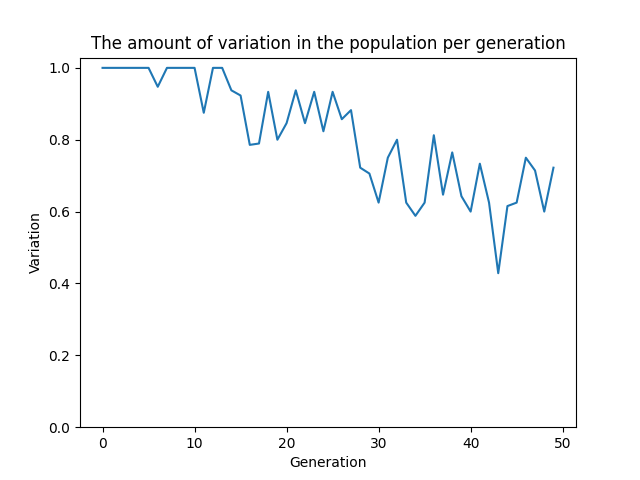 The amount of variation in the population per generation
1.0
0.8
0.6
0.4
0.2
0.0
Variation
0 10 20 30 40 50
Generation